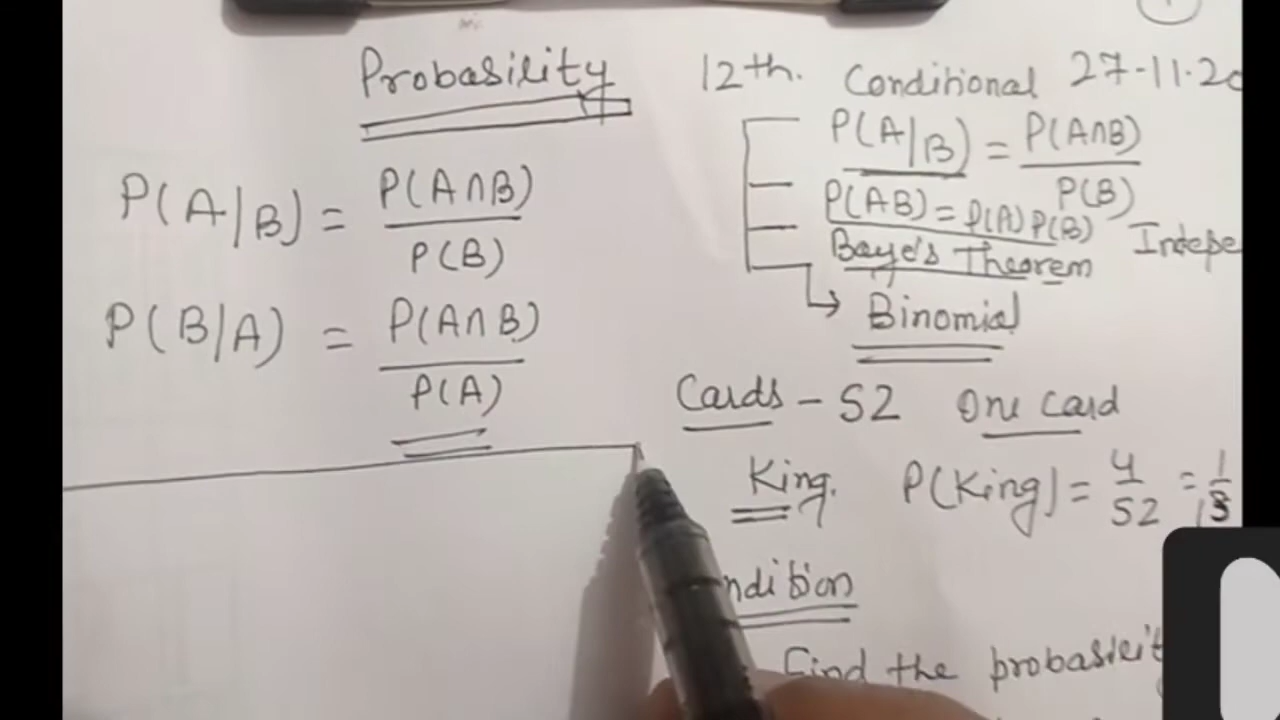 Probability
P(A/B) = P(A∩B) / P(B)
P(B/A) = P(A∩B) / P(A)
12th. Conditional 27-11-20
P(A/B) = P(A∩B) / P(B)
P(AB) = P(A) P(B) Indepe
Baye's Theorem
Binomial
Cards - 52 One Card
King. P(King) = 4/52 = 1/13
ndition
Find the probabilit